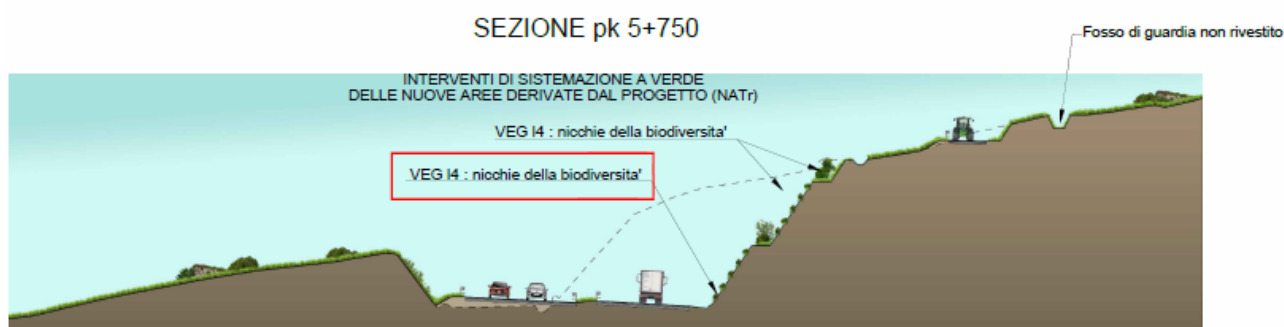 SEZIONE pk 5+750
Fosso di guardia non rivestito
INTERVENTI DI SISTEMAZIONE A VERDE
DELLE NUOVE AREE DERIVATE DAL PROGETTO (NATr)
VEG I4 : nicchie della biodiversita'
VEG I4 : nicchie della biodiversita'